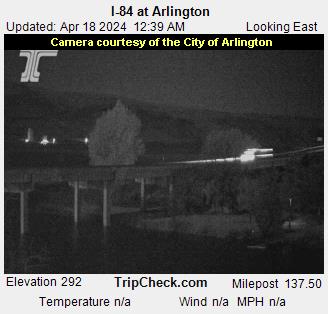 I-84 at Arlington
Updated: Apr 18 2024 12:39 AM Looking East
Camera courtesy of the City of Arlington
Elevation 292 TripCheck.com Milepost 137.50
Temperature n/a Wind n/a MPH n/a